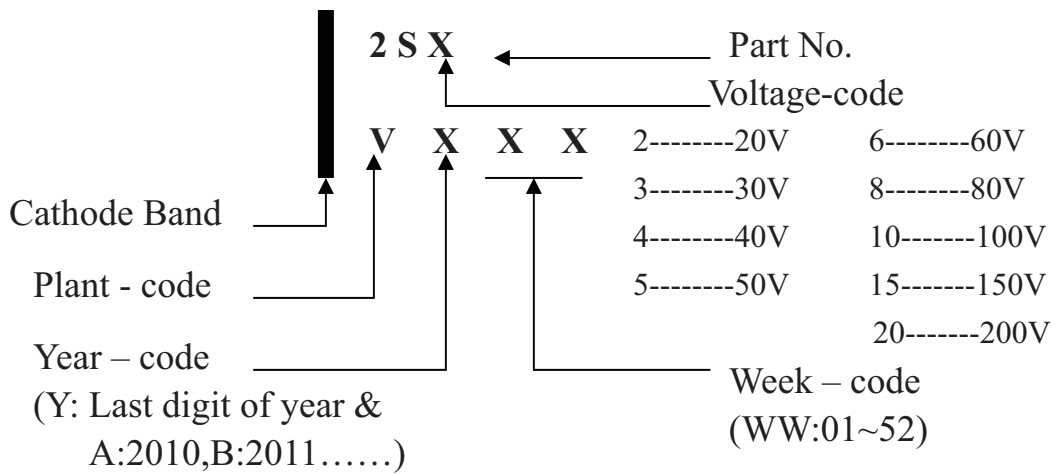 2 S X
Part No.
Voltage-code
V X X X
2--------20V 6--------60V
3--------30V 8--------80V
Cathode Band
4--------40V 10-------100V
Plant - code
5--------50V 15-------150V
20-------200V
Year – code
Week – code
(Y: Last digit of year &
(WW:01~52)
A:2010,B:2011……)